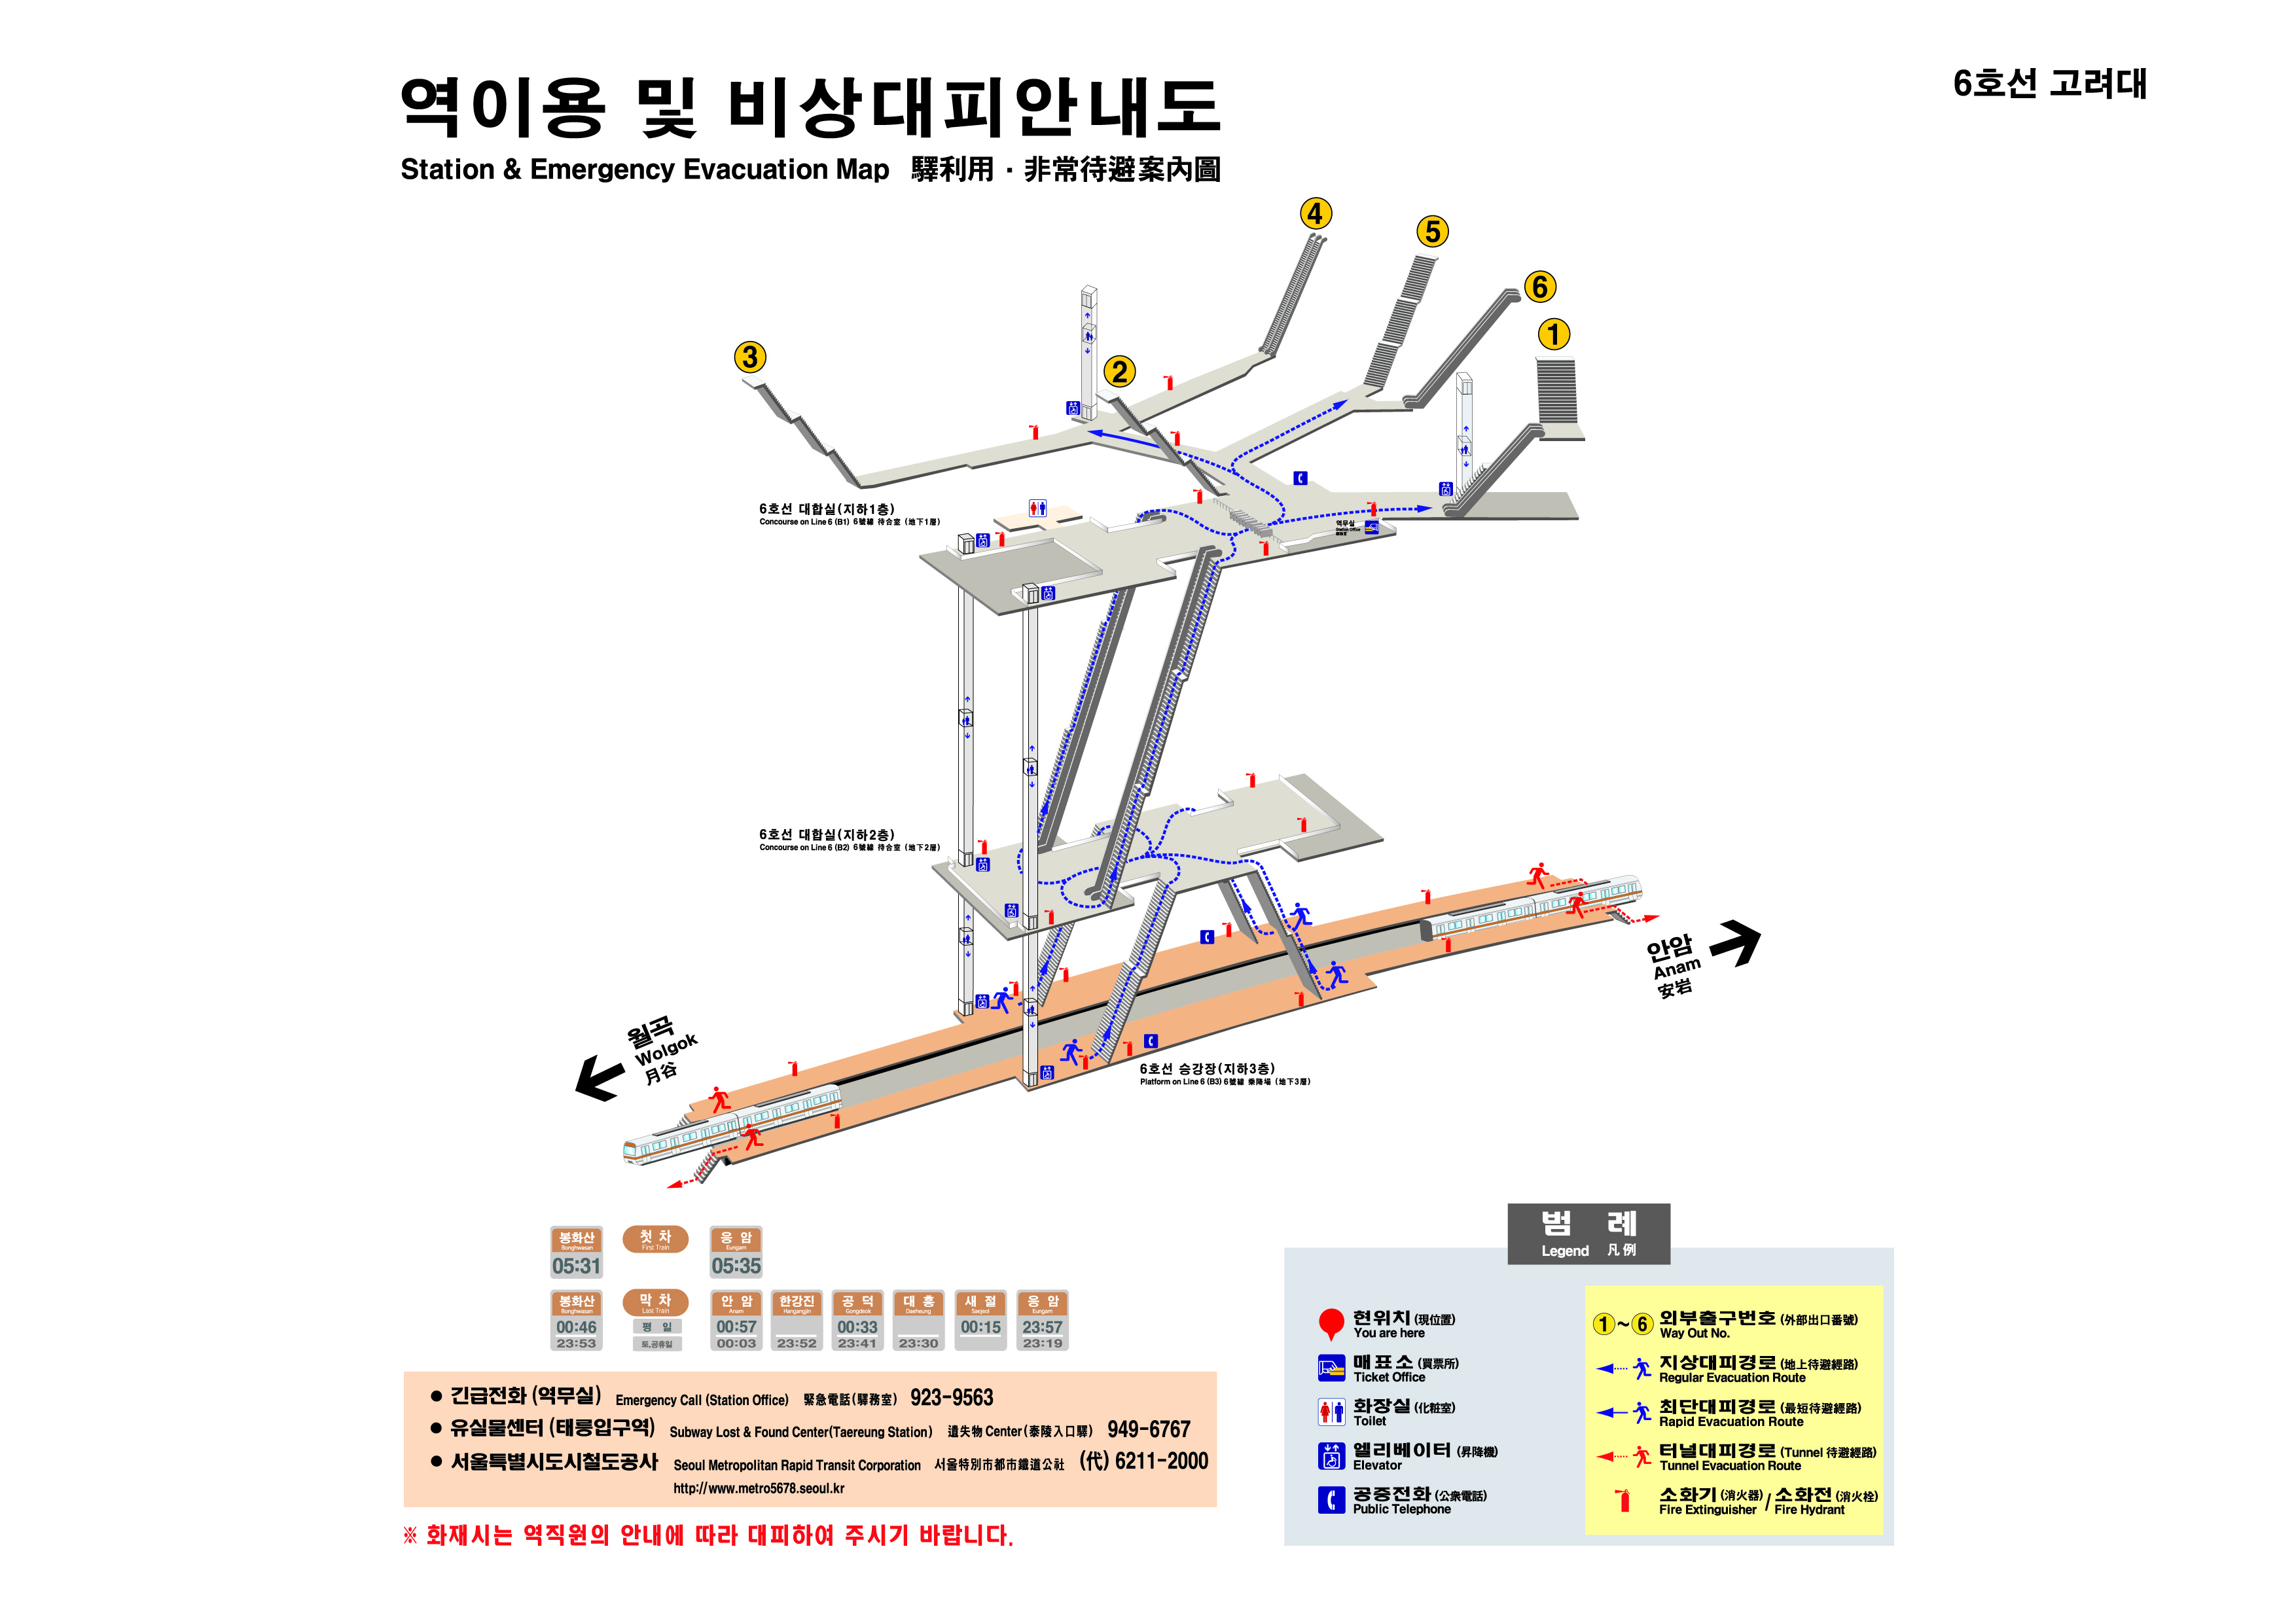 역이용 및 비상대피안내도
Station & Emergency Evacuation Map 驛利用 · 非常待避案內圖
6호선 고려대
4
5
6
1
3
2
6호선 대합실(지하1층)
Concourse on Line 6 (B1) 6號線 待合室 (地下1層)
역무실
Station Office
驛務室
6호선 대합실(지하2층)
Concourse on Line 6 (B2) 6號線 待合室 (地下2層)
안암
Anam
安岩
월곡
Wolgok
月谷
6호선 승강장(지하3층)
Platform on Line 6 (B3) 6號線 乘降場 (地下3層)
봉화산
Bonghwasan
05:31
첫 차
First Train
응 암
Eungam
05:35
봉화산
Bonghwasan
00:46
23:53
막 차
Last Train
평 일
토,공휴일
안 암
Anam
00:57
00:03
한강진
Hangangjin
23:52
공 덕
Gongdeok
00:33
23:41
대 흥
Daeheung
23:30
새 절
Saejeol
00:15
응 암
Eungam
23:57
23:19
● 긴급전화 (역무실) Emergency Call (Station Office) 緊急電話(驛務室) 923-9563
● 유실물센터 (태릉입구역) Subway Lost & Found Center(Taereung Station) 遺失物 Center (泰陵入口驛) 949-6767
● 서울특별시도시철도공사 Seoul Metropolitan Rapid Transit Corporation 서울特別市都市鐵道公社 (代) 6211-2000
http://www.metro5678.seoul.kr
※ 화재시는 역직원의 안내에 따라 대피하여 주시기 바랍니다.
범 례
Legend 凡例
현위치 (現位置)
You are here
매표소 (買票所)
Ticket Office
화장실 (化粧室)
Toilet
엘리베이터 (昇降機)
Elevator
공중전화 (公衆電話)
Public Telephone
1 ~ 6 외부출구번호 (外部出口番號)
Way Out No.
지상대피경로 (地上待避經路)
Regular Evacuation Route
최단대피경로 (最短待避經路)
Rapid Evacuation Route
터널대피경로 (Tunnel 待避經路)
Tunnel Evacuation Route
소화기 (消火器) / 소화전 (消火栓)
Fire Extinguisher / Fire Hydrant